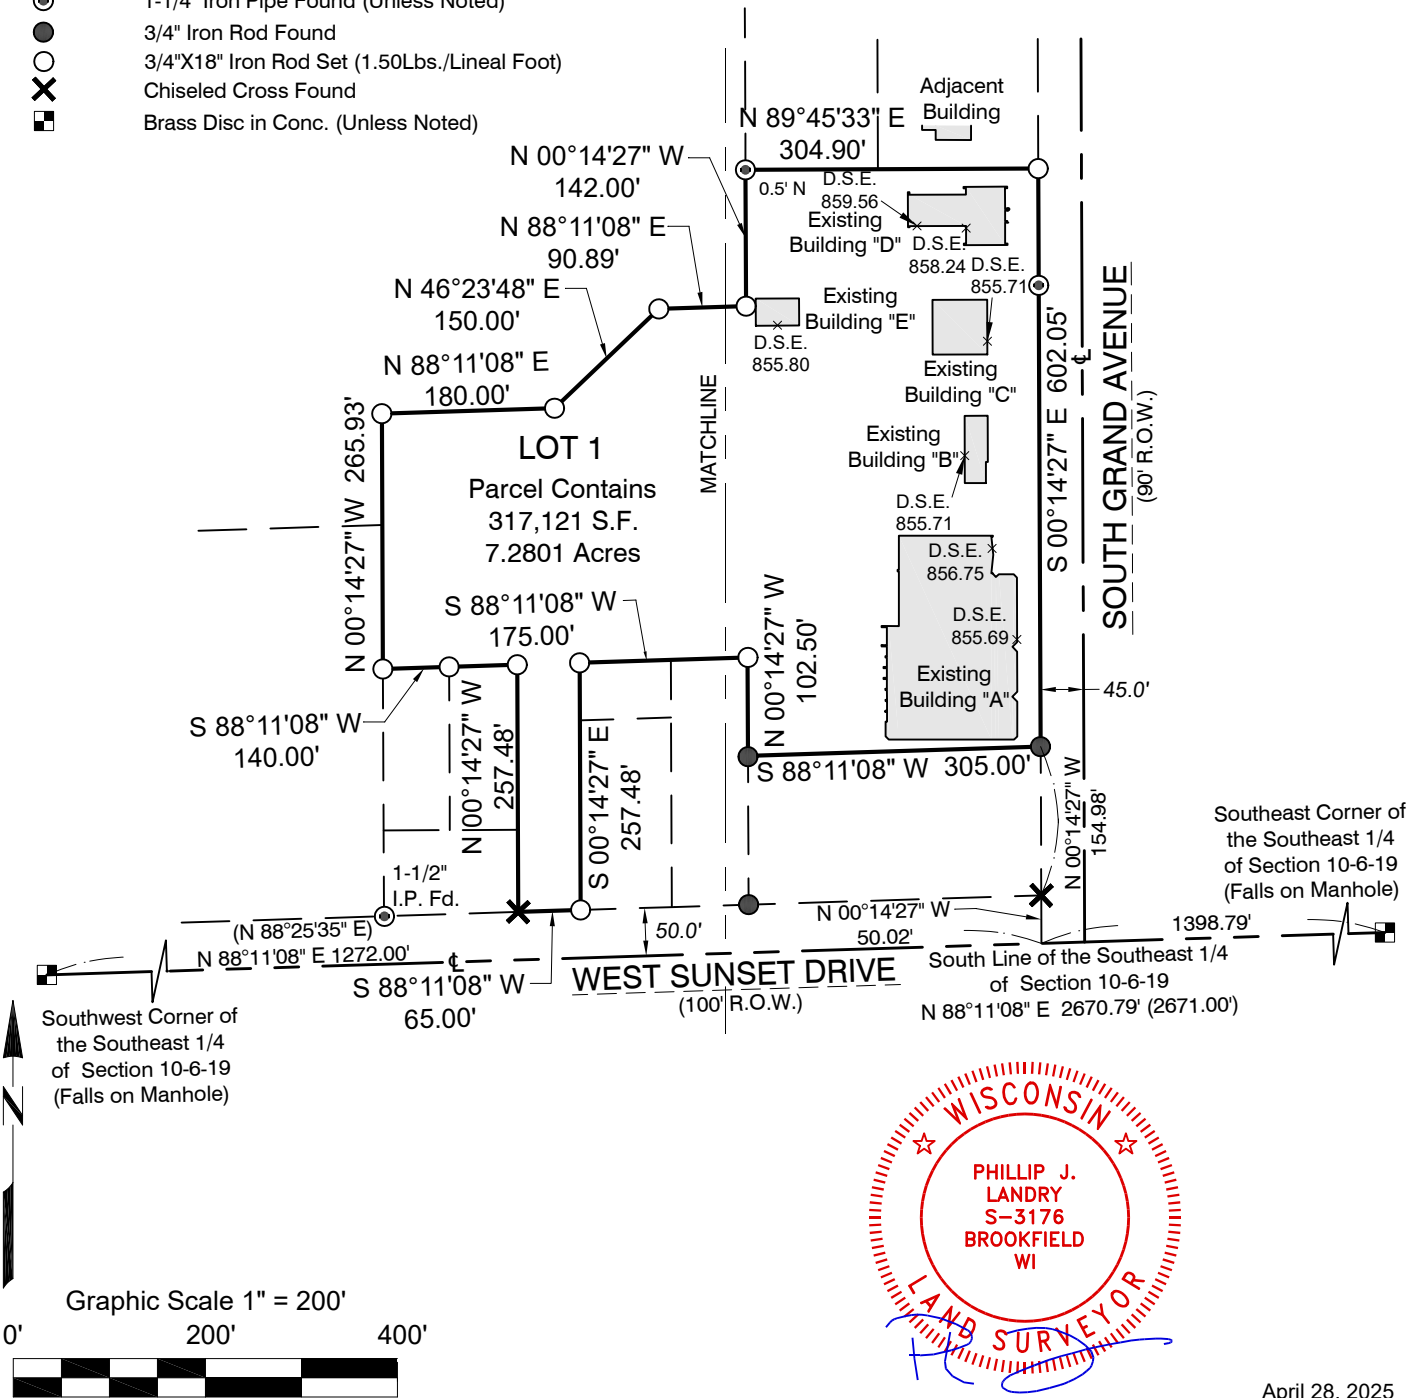 1-1/4" Iron Pipe Found (Unless Noted)
3/4" Iron Rod Found
3/4"X18" Iron Rod Set (1.50Lbs./Lineal Foot)
Chiseled Cross Found
Brass Disc in Conc. (Unless Noted)
Adjacent
Building
N 89°45'33" E
304.90'
N 00°14'27" W
142.00'
0.5' N
D.S.E.
859.56
Existing
Building "D"
D.S.E.
858.24
D.S.E.
855.71
N 88°11'08" E
90.89'
N 46°23'48" E
150.00'
Existing
Building "E"
D.S.E.
855.80
N 88°11'08" E
180.00'
Existing
Building "C"
S 00°14'27" E 602.05'
SOUTH GRAND AVENUE
(90' R.O.W.)
MATCHLINE
N 00°14'27" W 265.93'
LOT 1
Parcel Contains
317,121 S.F.
7.2801 Acres
Existing
Building "B"
D.S.E.
855.71
D.S.E.
856.75
D.S.E.
855.69
Existing
Building "A"
S 88°11'08" W
175.00'
N 00°14'27" W
102.50'
45.0'
S 88°11'08" W
140.00'
N 00°14'27" W
257.48'
S 00°14'27" E
257.48'
S 88°11'08" W 305.00'
N 00°14'27" W
154.98'
Southeast Corner of
the Southeast 1/4
of Section 10-6-19
(Falls on Manhole)
1-1/2"
I.P. Fd.
(N 88°25'35" E)
N 88°11'08" E 1272.00'
50.0'
N 00°14'27" W
50.02'
1398.79'
S 88°11'08" W
65.00'
WEST SUNSET DRIVE
(100' R.O.W.)
South Line of the Southeast 1/4
of Section 10-6-19
N 88°11'08" E 2670.79' (2671.00')
Southwest Corner of
the Southeast 1/4
of Section 10-6-19
(Falls on Manhole)
N
WISCONSIN
PHILLIP J.
LANDRY
S-3176
BROOKFIELD
WI
LAND SURVEYOR
Graphic Scale 1" = 200'
0' 200' 400'
April 28, 2025